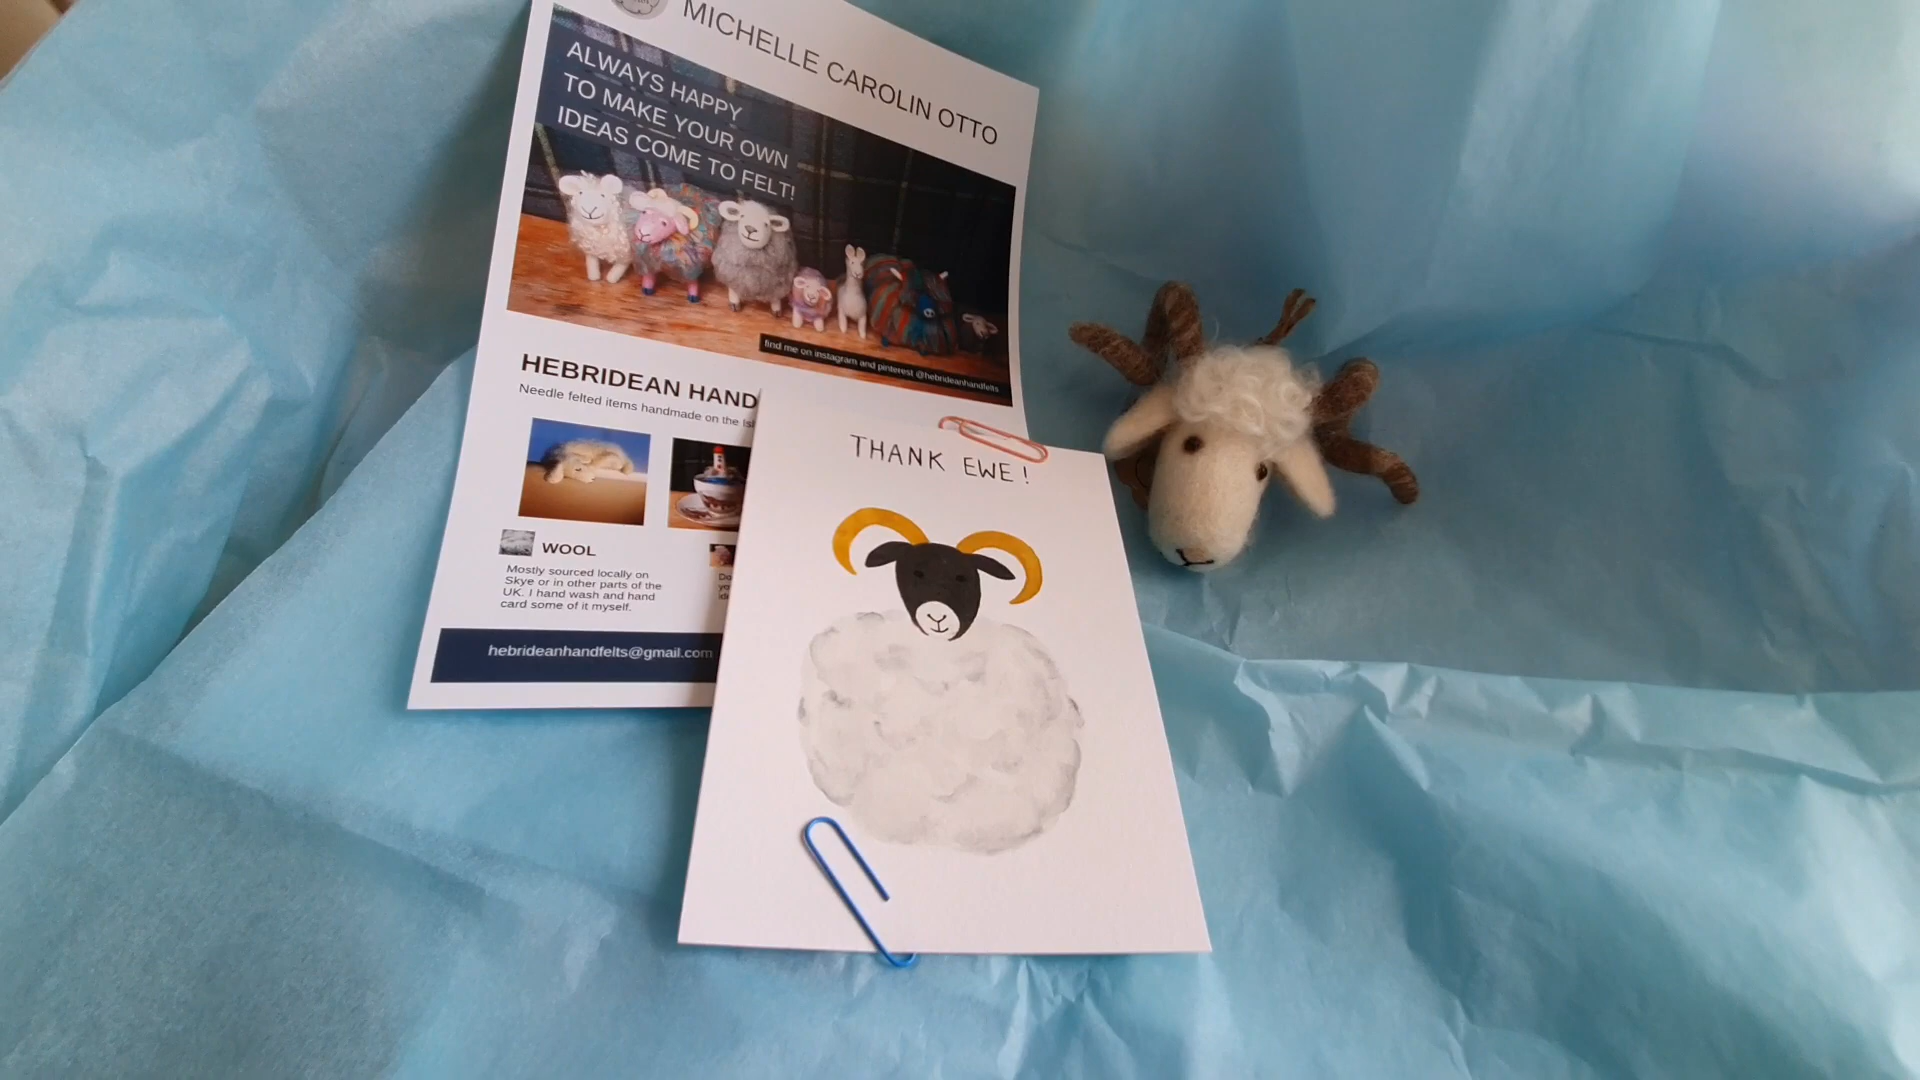 MICHELLE CAROLIN OTTO
ALWAYS HAPPY
TO MAKE YOUR OWN
IDEAS COME TO FELT!
find me on instagram and pinterest @hebrideanhandfelts
HEBRIDEAN HAND
Needle felted items handmade on the
WOOL
Mostly sourced locally on
Skye or in other parts of the
UK. I hand wash and hand
card some of it myself.
hebrideanhandfelts@gmail.com
THANK EWE!